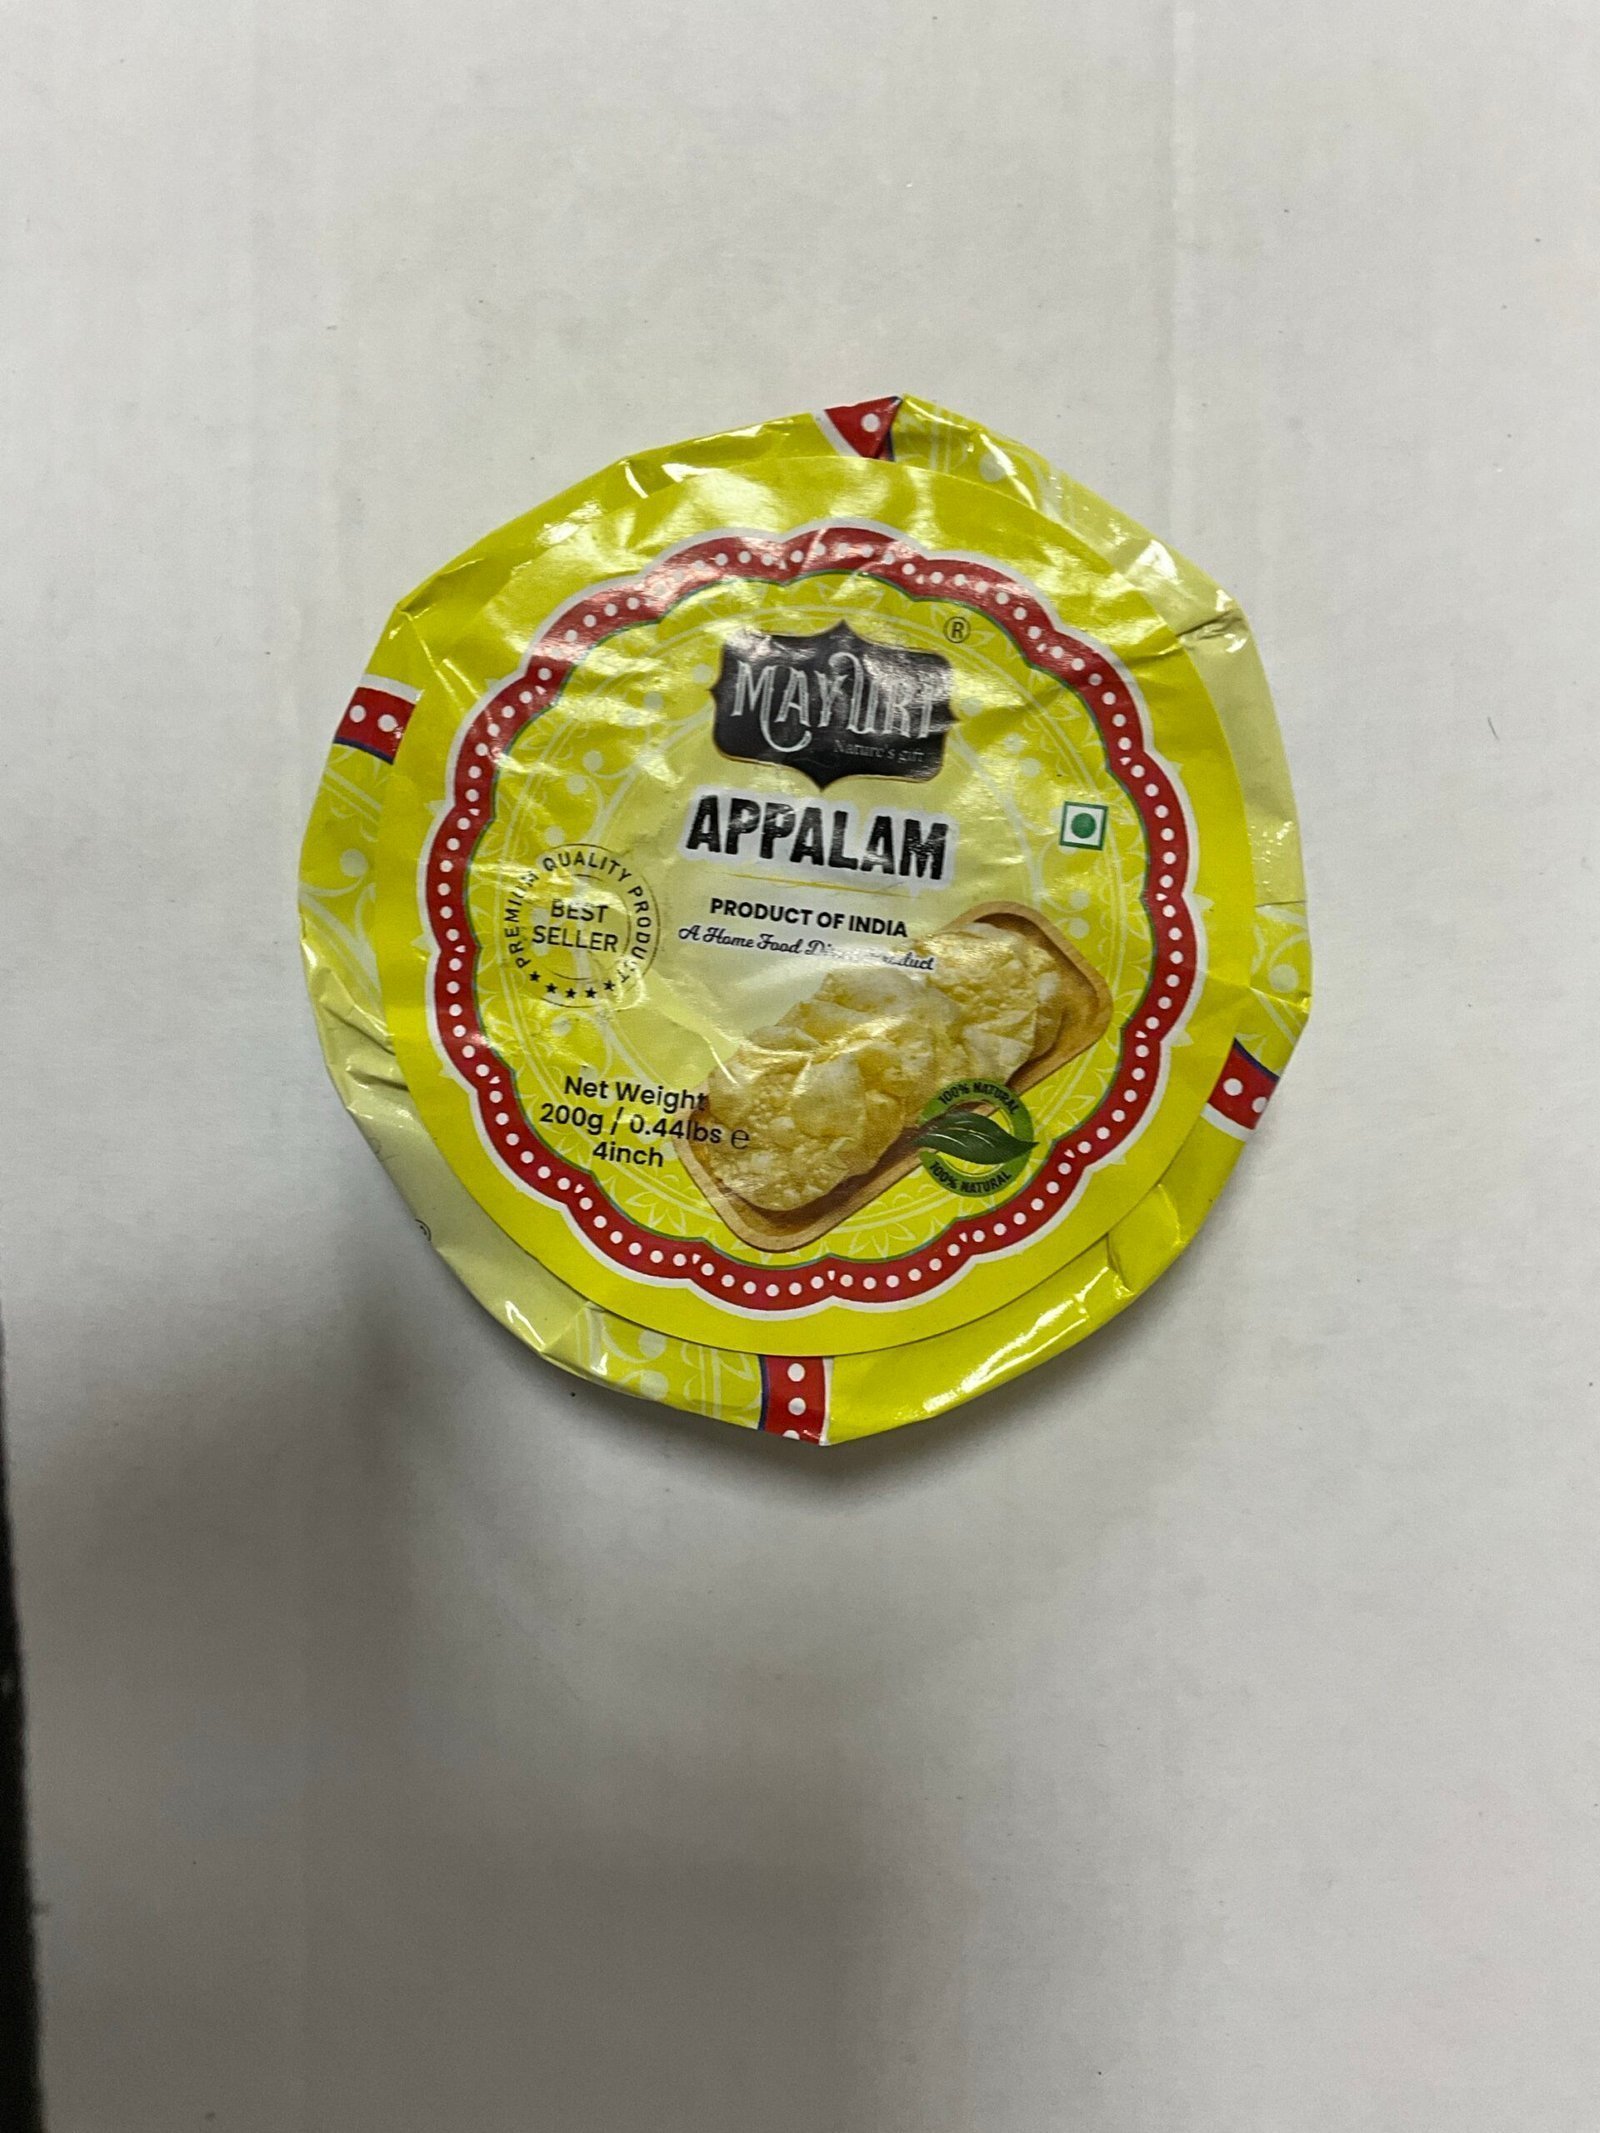 ®
MAYURI
Nature's gift
APPALAM
PRODUCT OF INDIA
A Home Food Product
PREMIUM QUALITY PRODUCT
BEST
SELLER
Net Weight
200g / 0.44lbs ℮
4inch
100% NATURAL
100% NATURAL